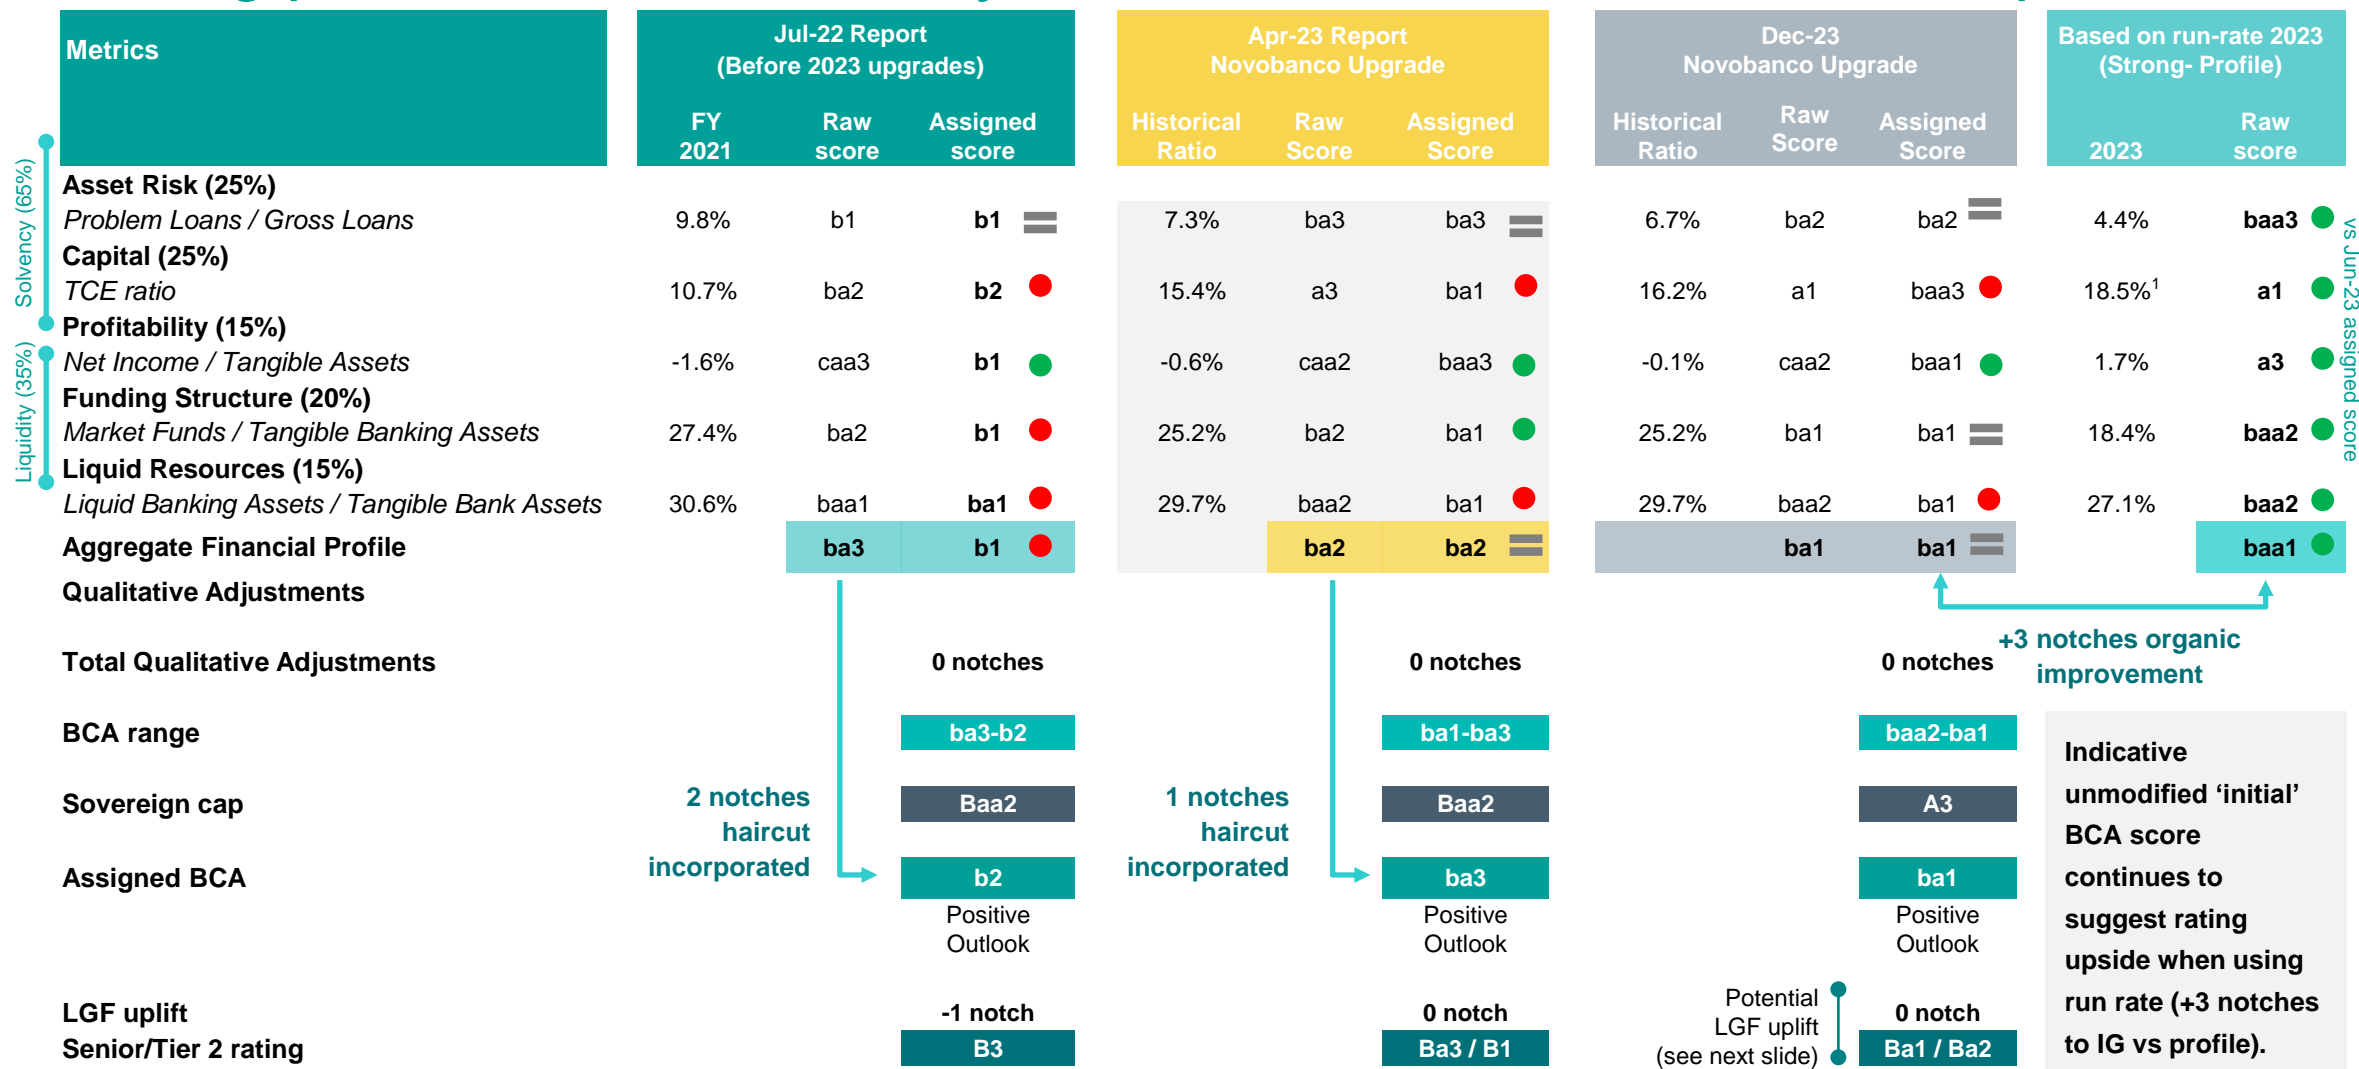 Metrics
Jul-22 Report
(Before 2023 upgrades)
FY 2021
Raw score
Assigned score
Apr-23 Report
Novobanco Upgrade
Historical Ratio
Raw Score
Assigned Score
Dec-23
Novobanco Upgrade
Historical Ratio
Raw Score
Assigned Score
Based on run-rate 2023
(Strong- Profile)
2023
Raw score
Solvency (65%)
Liquidity (35%)
Asset Risk (25%)
Problem Loans / Gross Loans 9.8% b1 b1 7.3% ba3 ba3 6.7% ba2 ba2 4.4% baa3
Capital (25%)
TCE ratio 10.7% ba2 b2 15.4% a3 ba1 16.2% a1 baa3 18.5%1 a1
Profitability (15%)
Net Income / Tangible Assets -1.6% caa3 b1 -0.6% caa2 baa3 -0.1% caa2 baa1 1.7% a3
Funding Structure (20%)
Market Funds / Tangible Banking Assets 27.4% ba2 b1 25.2% ba2 ba1 25.2% ba1 ba1 18.4% baa2
Liquid Resources (15%)
Liquid Banking Assets / Tangible Bank Assets 30.6% baa1 ba1 29.7% baa2 ba1 29.7% baa2 ba1 27.1% baa2
Aggregate Financial Profile ba3 b1 ba2 ba2 ba1 ba1 baa1
vs Jun-23 assigned score
Qualitative Adjustments
+3 notches organic
improvement
Total Qualitative Adjustments 0 notches 0 notches 0 notches
BCA range ba3-b2 ba1-ba3 baa2-ba1
2 notches
haircut
incorporated
1 notches
haircut
incorporated
Sovereign cap Baa2 Baa2 A3
Assigned BCA b2 ba3 ba1
Positive
Outlook
Positive
Outlook
Positive
Outlook
Potential
LGF uplift
(see next slide)
LGF uplift -1 notch 0 notch 0 notch
Senior/Tier 2 rating B3 Ba3 / B1 Ba1 / Ba2
Indicative
unmodified ‘initial’
BCA score
continues to
suggest rating
upside when using
run rate (+3 notches
to IG vs profile).